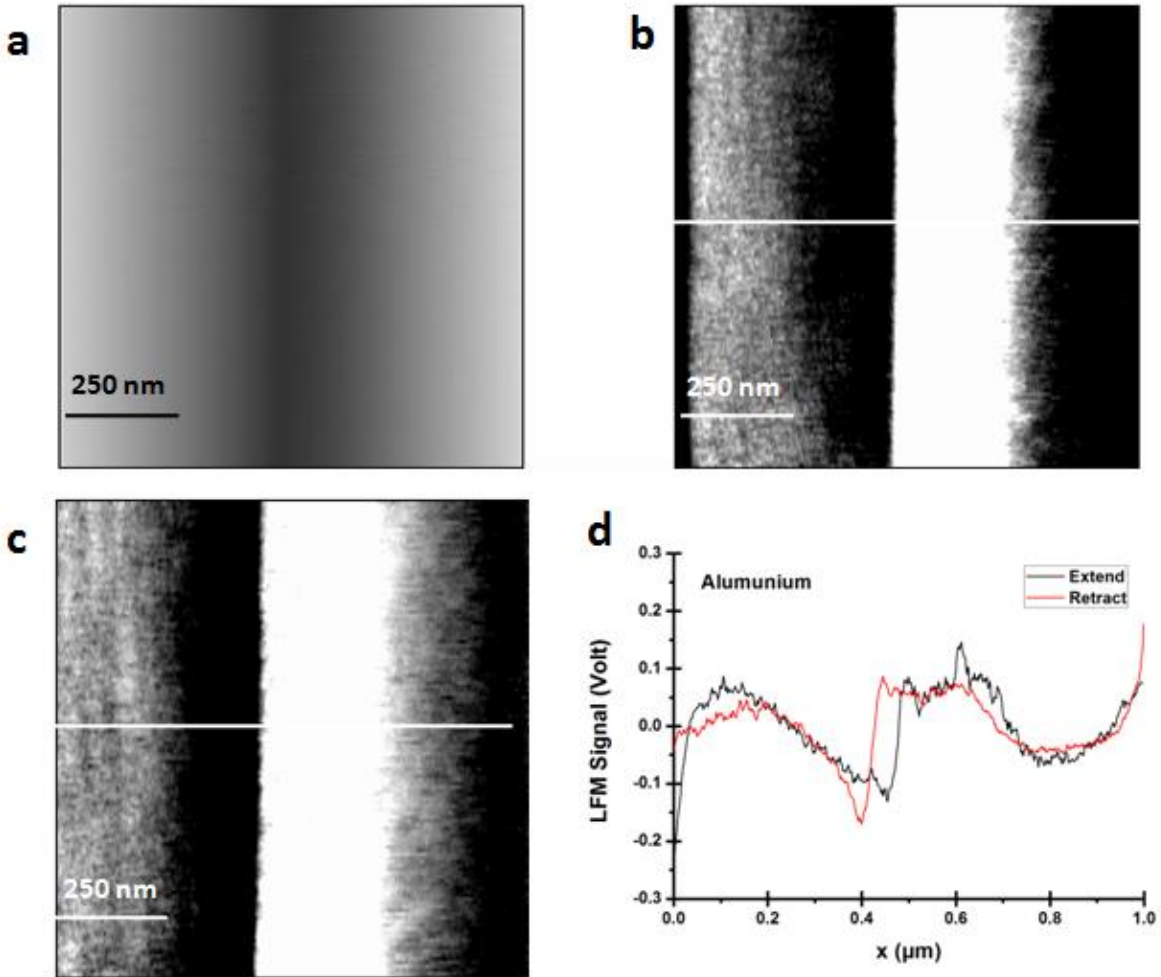 a
250 nm
b
250 nm
c
250 nm
d
Alumunium
Extend
Retract
LFM Signal (Volt)
0.3
0.2
0.1
0.0
-0.1
-0.2
-0.3
0.0 0.2 0.4 0.6 0.8 1.0
x (µm)